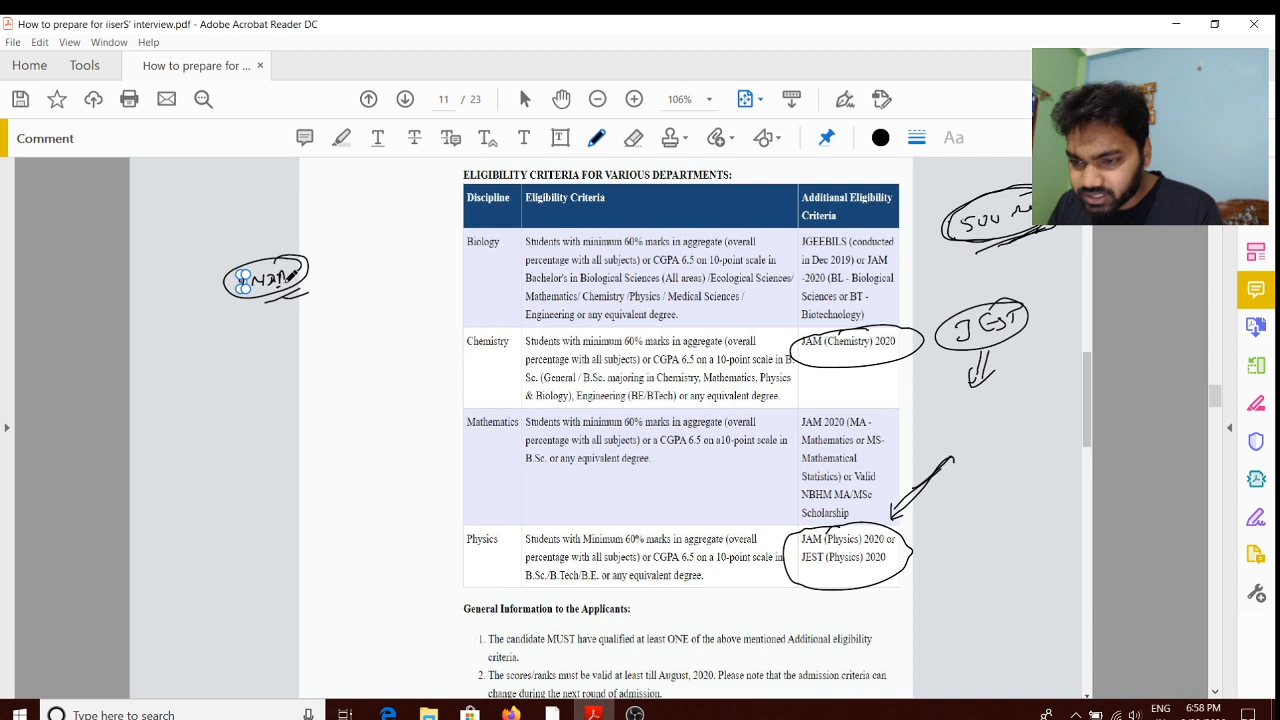 How to prepare for iiserS' interview.pdf - Adobe Acrobat Reader DC
File Edit View Window Help
Home Tools How to prepare for ... ×
11 / 23 106%
Comment Aa
ELIGIBILITY CRITERIA FOR VARIOUS DEPARTMENTS:
Discipline Eligibility Criteria Additianal Eligibility
Criteria
Biology Students with minimum 60% marks in aggregate (overall JGEEBILS (conducted
percentage with all subjects) or CGPA 6.5 on 10-point scale in in Dec 2019) or JAM
Bachelor's in Biological Sciences (All areas) /Ecological Sciences/ -2020 (BL - Biological
Mathematics/ Chemistry /Physics / Medical Sciences / Sciences or BT -
Engineering or any equivalent degree. Biotechnology)
Chemistry Students with minimum 60% marks in aggregate (overall JAM (Chemistry) 2020
percentage with all subjects) or CGPA 6.5 on a 10-point scale in B.
Sc. (General / B.Sc. majoring in Chemistry, Mathematics, Physics
& Biology), Engineering (BE/BTech) or any equivalent degree.
Mathematics Students with minimum 60% marks in aggregate (overall JAM 2020 (MA -
percentage with all subjects) or a CGPA 6.5 on a10-point scale in Mathematics or MS-
B.Sc. or any equivalent degree. Mathematical
Statistics) or Valid
NBHM MA/MSc
Scholarship
Physics Students with Minimum 60% marks in aggregate (overall JAM (Physics) 2020 or
percentage with all subjects) or CGPA 6.5 on a 10-point scale in JEST (Physics) 2020
B.Sc./B.Tech/B.E. or any equivalent degree.
500
JEST
General Information to the Applicants:
1. The candidate MUST have qualified at least ONE of the above mentioned Additional eligibility
criteria.
2. The scores/ranks must be valid at least till August, 2020. Please note that the admission criteria can
change during the next round of admission.
Type here to search 6:58 PM